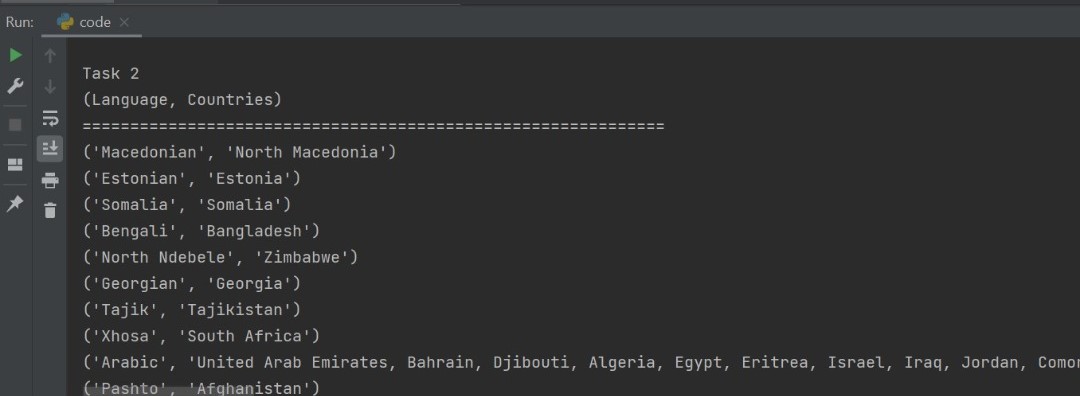 Run: code
Task 2
(Language, Countries)
=============================================================
('Macedonian', 'North Macedonia')
('Estonian', 'Estonia')
('Somalia', 'Somalia')
('Bengali', 'Bangladesh')
('North Ndebele', 'Zimbabwe')
('Georgian', 'Georgia')
('Tajik', 'Tajikistan')
('Xhosa', 'South Africa')
('Arabic', 'United Arab Emirates, Bahrain, Djibouti, Algeria, Egypt, Eritrea, Israel, Iraq, Jordan,
('Pashto', 'Afghanistan')